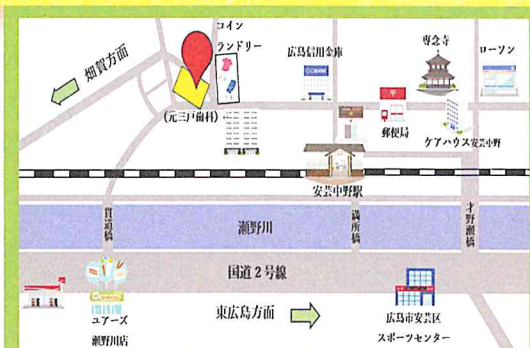 コイン
ランドリー
畑賀方面
広島信用金庫
専念寺
ローソン
(元三戸歯科)
郵便局
ケアハウス安芸中野
安芸中野駅
貫道橋
瀬野川
満所橋
才野瀬橋
国道2号線
ユアーズ
瀬野川店
東広島方面
広島市安芸区
スポーツセンター